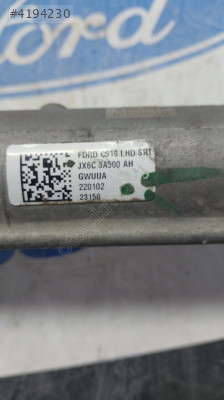 #4194230
Ford
FORD C519 LHD SRT
JX6C 3A500 AH
GWUUA
220102
23150